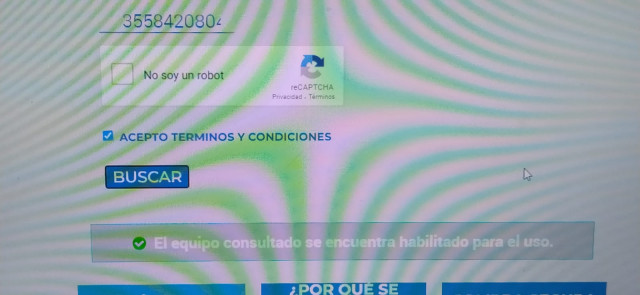 355842080
No soy un robot
reCAPTCHA
Privacidad - Términos
ACEPTO TERMINOS Y CONDICIONES
BUSCAR
El equipo consultado se encuentra habilitado para el uso.
¿POR QUÉ SE